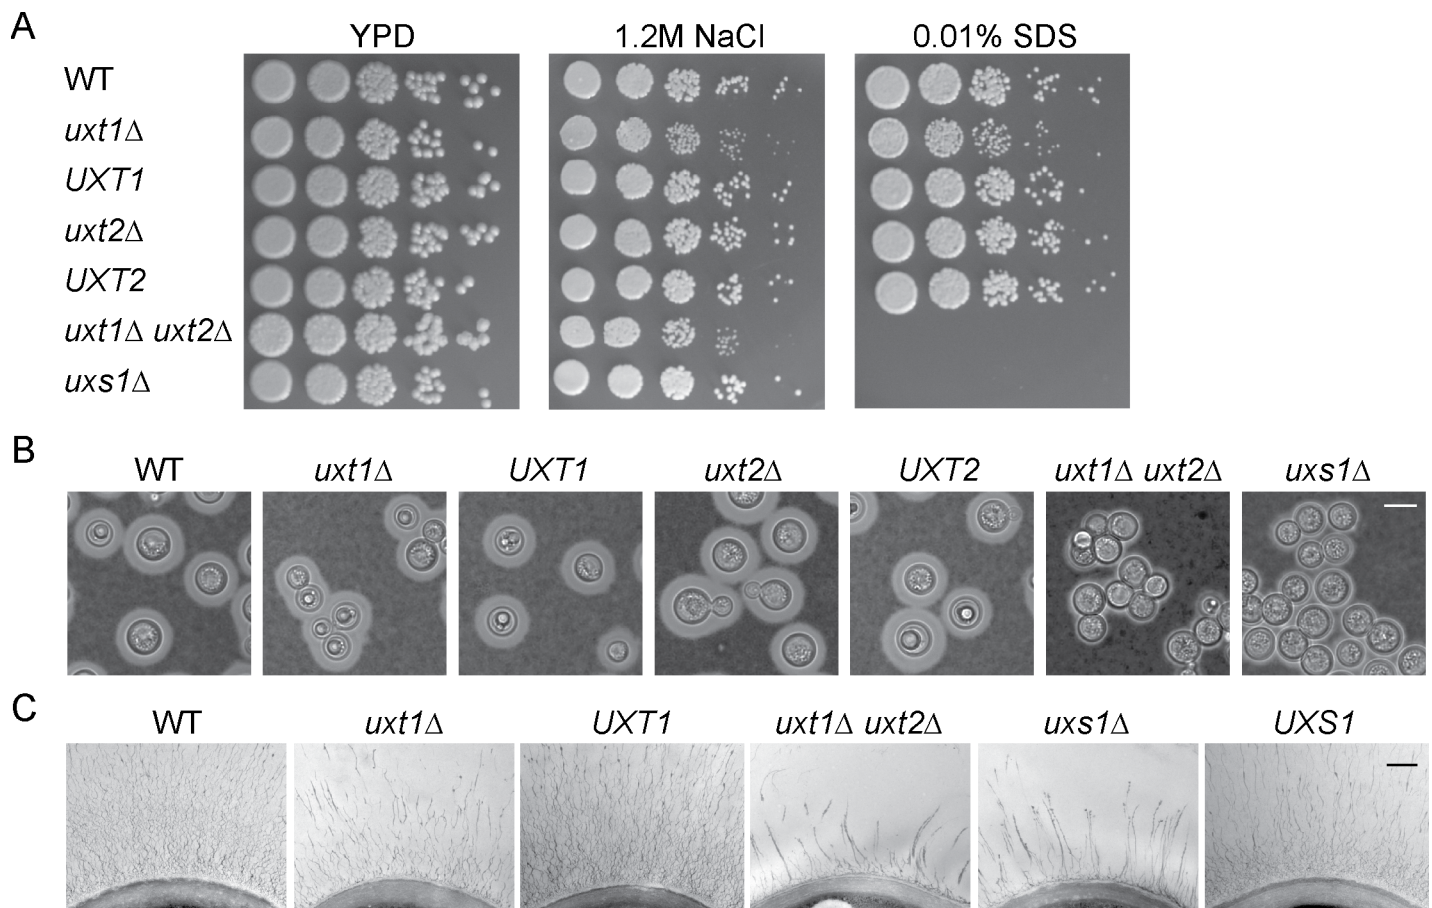 A
YPD 1.2M NaCl 0.01% SDS
WT
uxt1Δ
UXT1
uxt2Δ
UXT2
uxt1Δ uxt2Δ
uxs1Δ
B
WT uxt1Δ UXT1 uxt2Δ UXT2 uxt1Δ uxt2Δ uxs1Δ
C
WT uxt1Δ UXT1 uxt1Δ uxt2Δ uxs1Δ UXS1